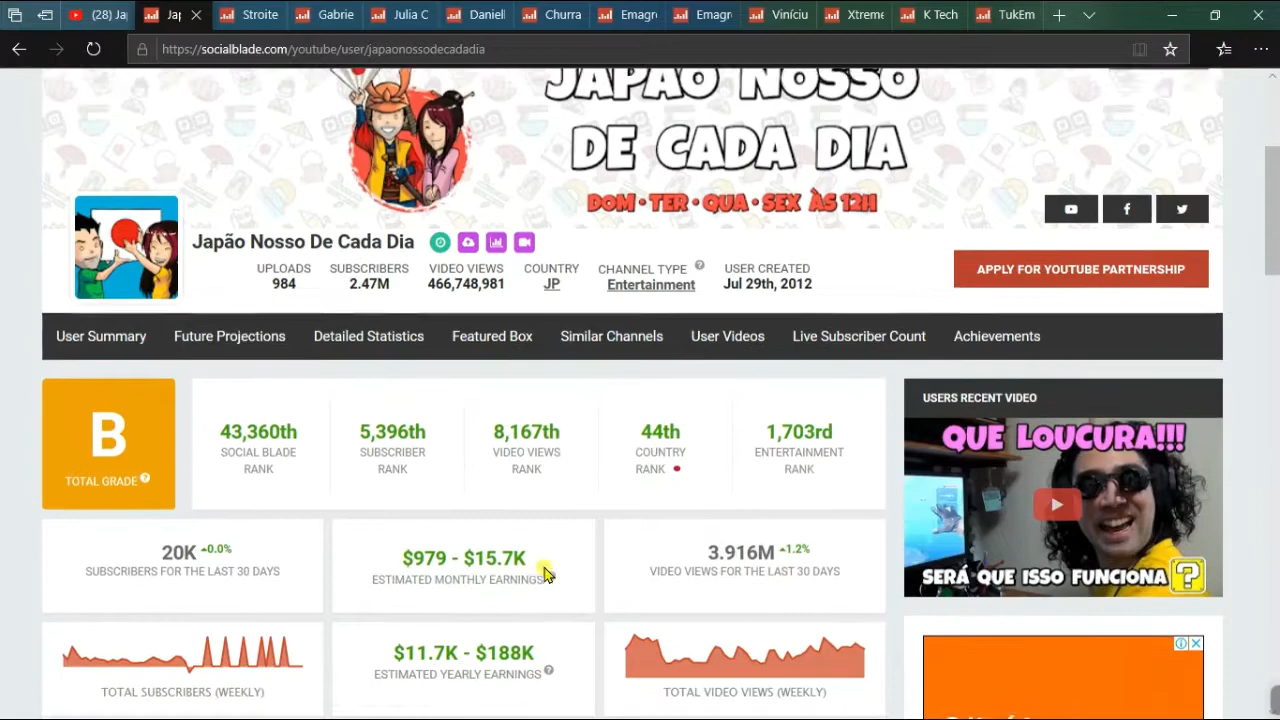 (28) Ja
Ja
Stroite
Gabrie
Julia C
Daniell
Churra
Emagre
Emagre
Viníciu
Xtreme
K Tech
TukEm
https://socialblade.com/youtube/user/japaonossodecadadia
JAPÃO NOSSO
DE CADA DIA
DOM • TER • QUA • SEX ÀS 12H
Japão Nosso De Cada Dia
UPLOADS SUBSCRIBERS VIDEO VIEWS COUNTRY CHANNEL TYPE ? USER CREATED
984 2.47M 466,748,981 JP Entertainment Jul 29th, 2012
APPLY FOR YOUTUBE PARTNERSHIP
User Summary Future Projections Detailed Statistics Featured Box Similar Channels User Videos Live Subscriber Count Achievements
B
TOTAL GRADE ?
43,360th
SOCIAL BLADE
RANK
5,396th
SUBSCRIBER
RANK
8,167th
VIDEO VIEWS
RANK
44th
COUNTRY
RANK
1,703rd
ENTERTAINMENT
RANK
USERS RECENT VIDEO
QUE LOUCURA!!!
SERÁ QUE ISSO FUNCIONA ?
20K 0.0%
SUBSCRIBERS FOR THE LAST 30 DAYS
$979 - $15.7K
ESTIMATED MONTHLY EARNINGS
3.916M 1.2%
VIDEO VIEWS FOR THE LAST 30 DAYS
TOTAL SUBSCRIBERS (WEEKLY)
$11.7K - $188K
ESTIMATED YEARLY EARNINGS ?
TOTAL VIDEO VIEWS (WEEKLY)